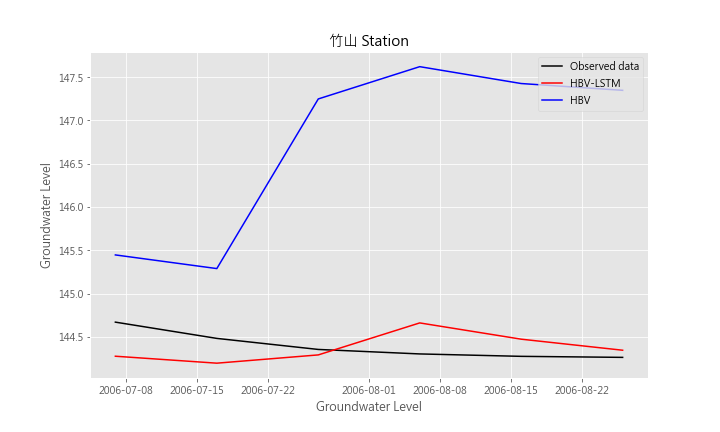 竹山 Station
Observed data
HBV-LSTM
HBV
147.5
147.0
146.5
146.0
145.5
145.0
144.5
Groundwater Level
2006-07-08 2006-07-15 2006-07-22 2006-08-01 2006-08-08 2006-08-15 2006-08-22
Groundwater Level